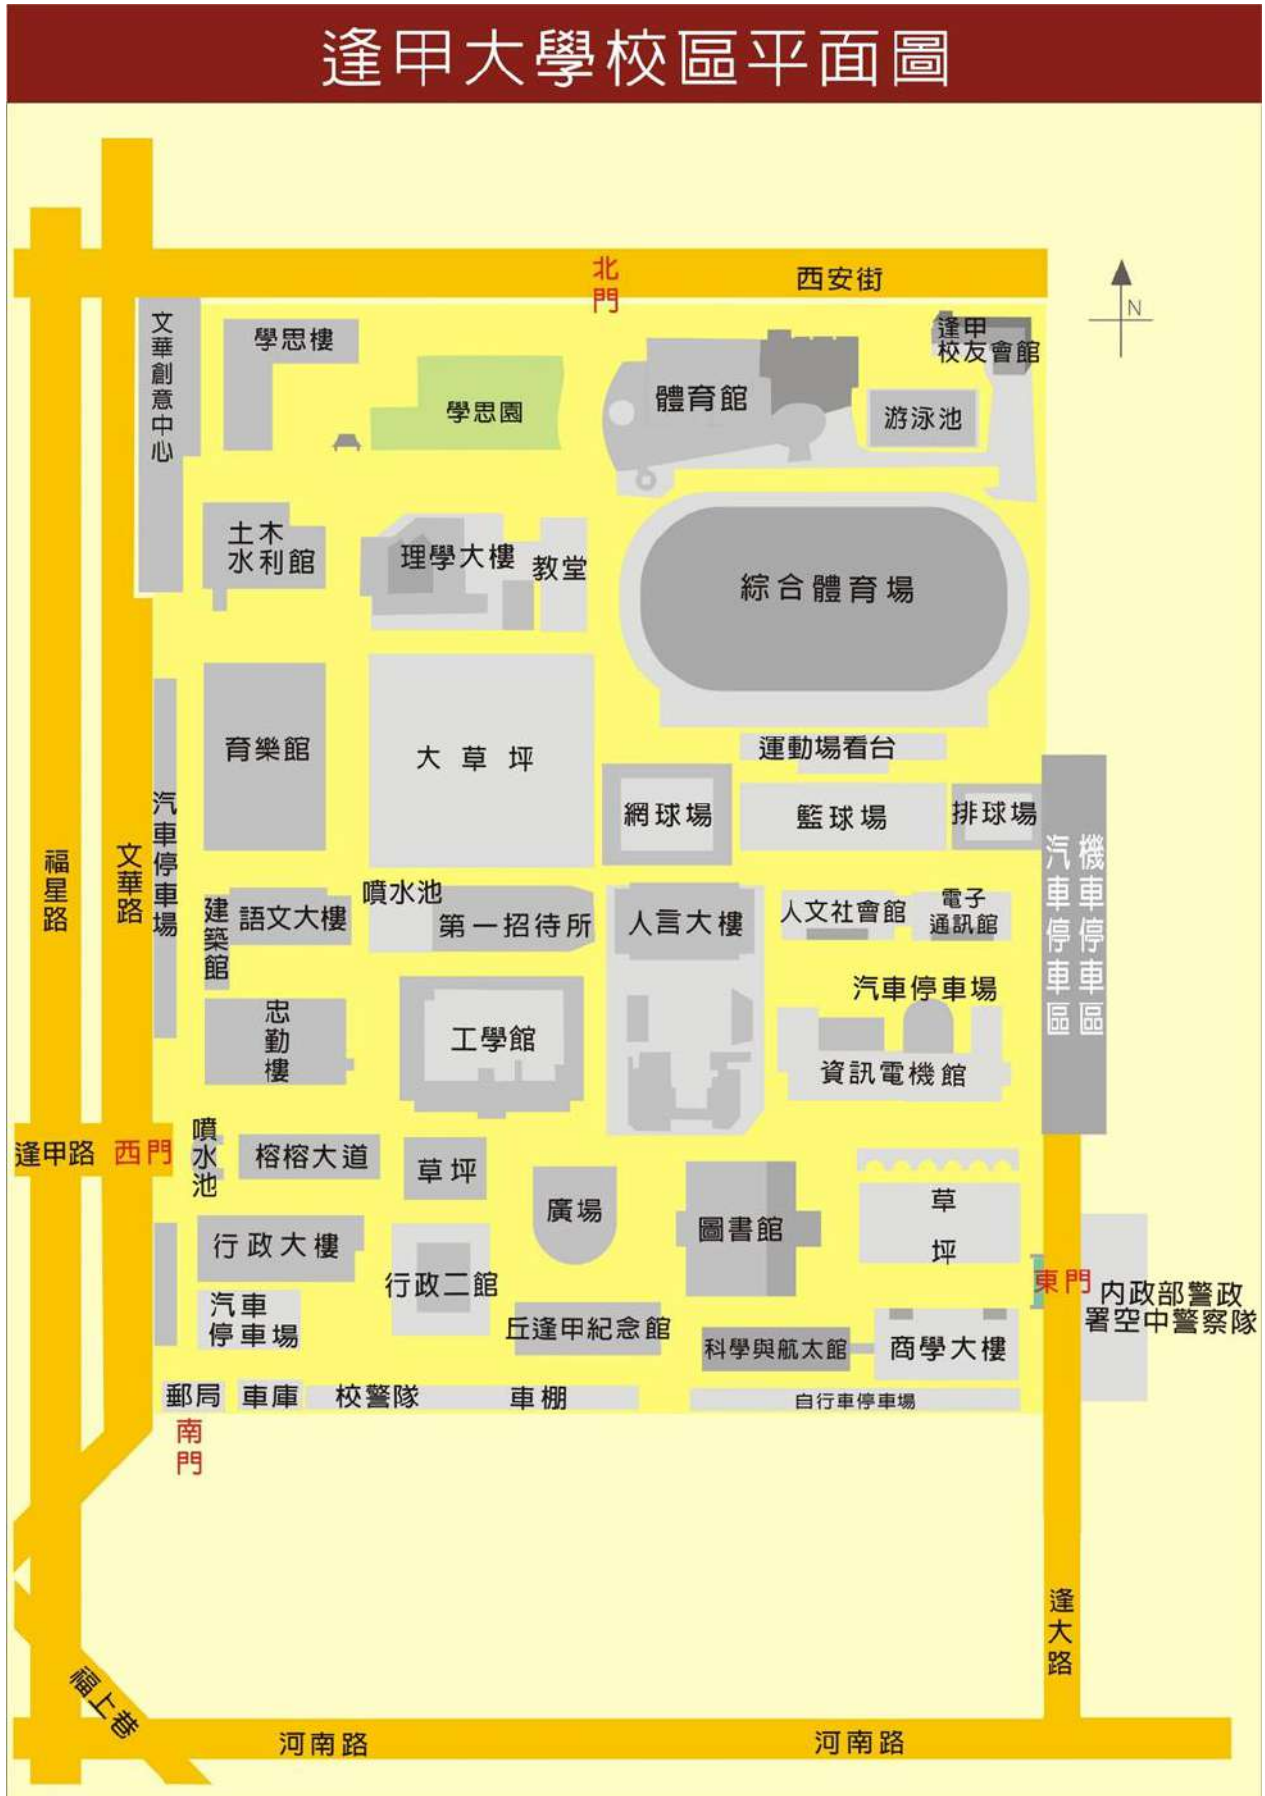 逢甲大學校區平面圖
北門
西安街
N
文華創意中心
學思樓
學思園
體育館
逢甲
校友會館
游泳池
土木
水利館
理學大樓
教堂
綜合體育場
育樂館
大草坪
運動場看台
網球場
籃球場
排球場
福星路
文華路
汽車停車場
機車停車區
汽車停車區
建築館
語文大樓
噴水池
第一招待所
人言大樓
人文社會館
電子
通訊館
汽車停車場
忠勤樓
工學館
資訊電機館
逢甲路
西門
噴水池
榕榕大道
草坪
廣場
圖書館
草坪
行政大樓
行政二館
東門
內政部警政
署空中警察隊
汽車
停車場
丘逢甲紀念館
科學與航太館
商學大樓
郵局
車庫
校警隊
車棚
自行車停車場
南門
逢大路
福上巷
河南路
河南路